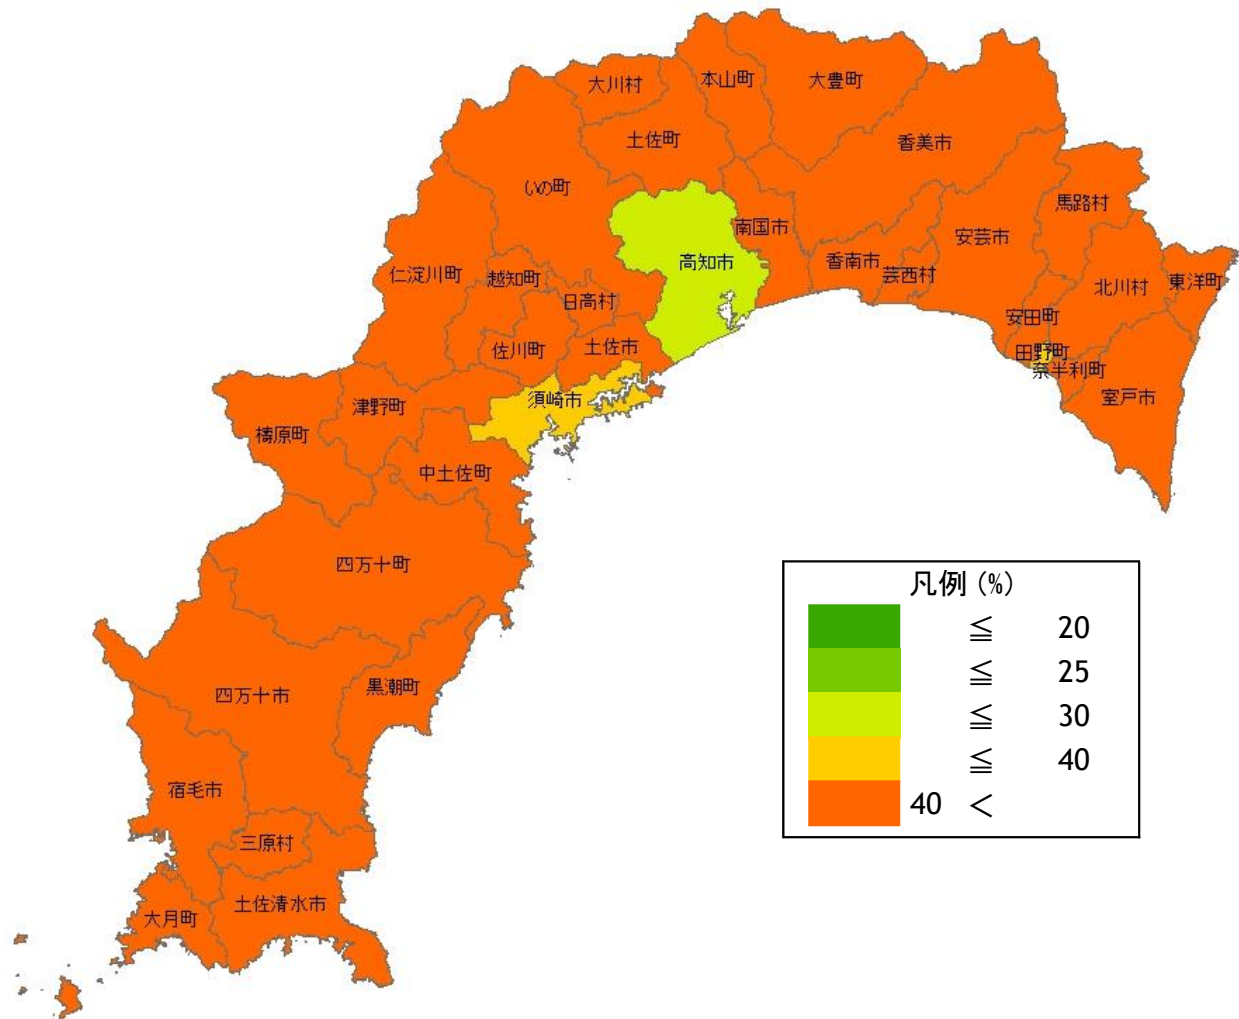 大川村
本山町
大豊町
土佐町
香美市
いの町
馬路村
南国市
安芸市
高知市
香南市
芸西村
仁淀川町
越知町
日高村
北川村
東洋町
安田町
佐川町
土佐市
田野町
奈半利町
室戸市
須崎市
津野町
梼原町
中土佐町
四万十町
凡例 (%)
≦ 20
≦ 25
≦ 30
≦ 40
40 <
四万十市
黒潮町
宿毛市
三原村
土佐清水市
大月町